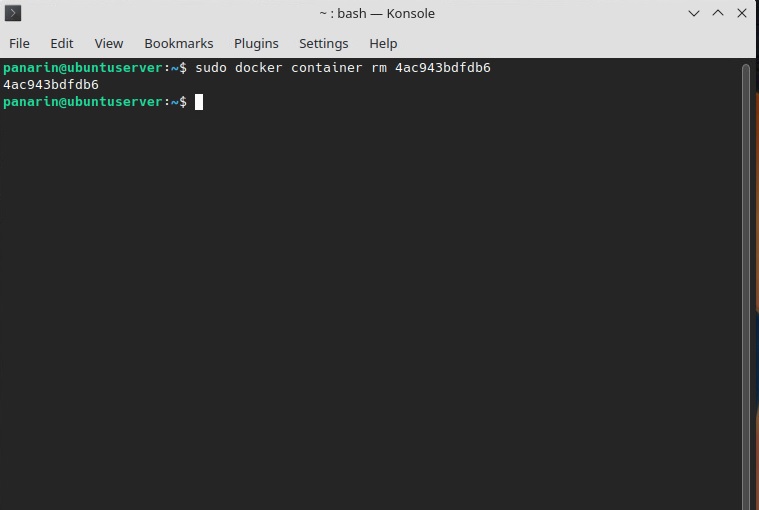 ~ : bash — Konsole
File Edit View Bookmarks Plugins Settings Help
panarin@ubuntuserver:~$ sudo docker container rm 4ac943bdfdb6
4ac943bdfdb6
panarin@ubuntuserver:~$